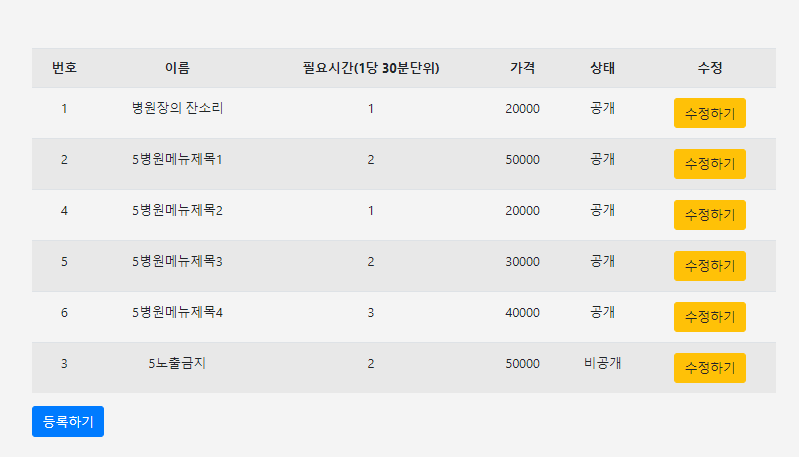 번호 이름 필요시간(1당 30분단위) 가격 상태 수정
1 병원장의 잔소리 1 20000 공개 수정하기
2 5병원메뉴제목1 2 50000 공개 수정하기
4 5병원메뉴제목2 1 20000 공개 수정하기
5 5병원메뉴제목3 2 30000 공개 수정하기
6 5병원메뉴제목4 3 40000 공개 수정하기
3 5노출금지 2 50000 비공개 수정하기
등록하기